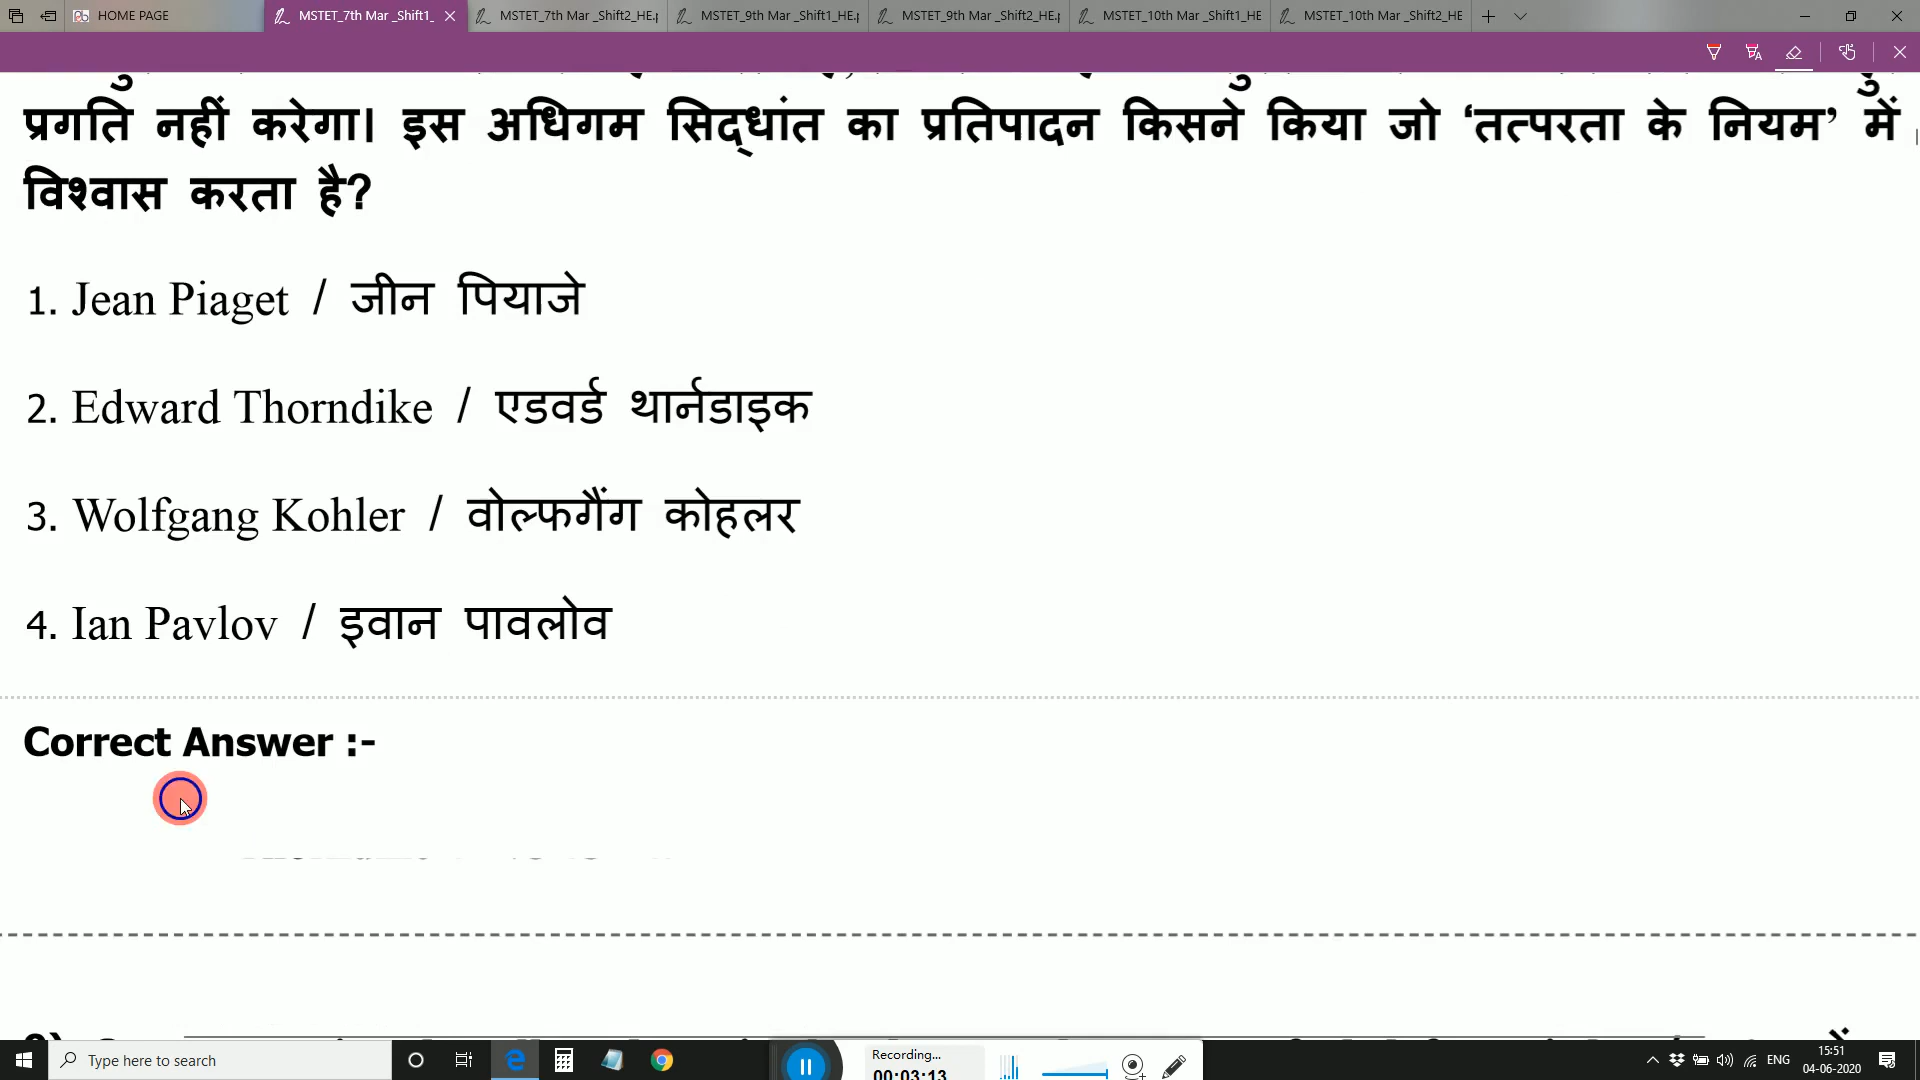 HOME PAGE
MSTET_7th Mar _Shift1_
MSTET_7th Mar _Shift2_HE.p
MSTET_9th Mar _Shift1_HE.p
MSTET_9th Mar _Shift2_HE.p
MSTET_10th Mar _Shift1_HE
MSTET_10th Mar _Shift2_HE
प्रगति नहीं करेगा। इस अधिगम सिद्धांत का प्रतिपादन किसने किया जो ‘तत्परता के नियम’ में
विश्वास करता है?
1. Jean Piaget / जीन पियाजे
2. Edward Thorndike / एडवर्ड थार्नडाइक
3. Wolfgang Kohler / वोल्फगैंग कोहलर
4. Ian Pavlov / इवान पावलोव
Correct Answer :-
Type here to search
Recording...
00:03:13
ENG
15:51
04-06-2020